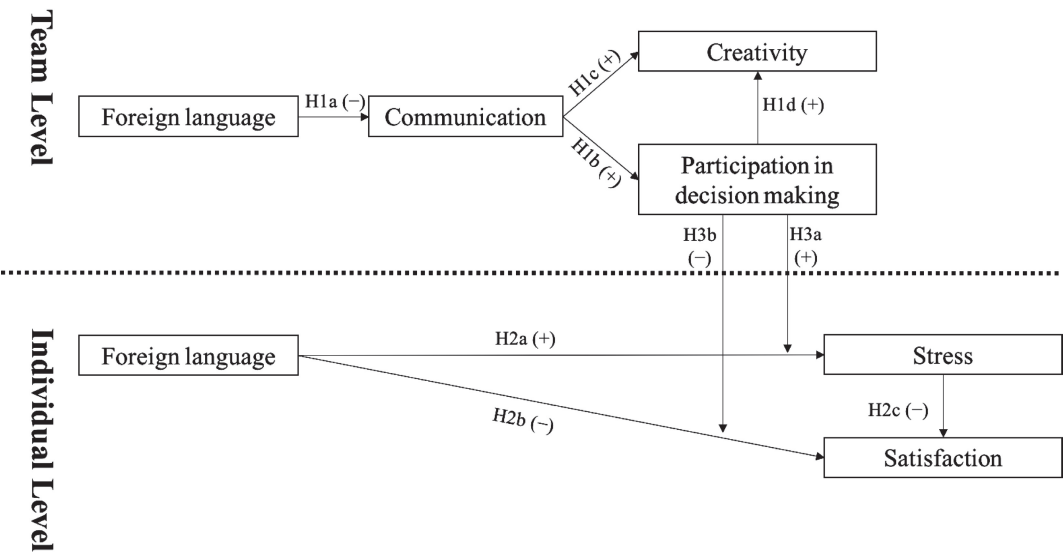 Team Level
Creativity
H1c (+)
Foreign language
H1a (−)
Communication
H1d (+)
H1b (+)
Participation in
decision making
H3b
(−)
H3a
(+)
Individual Level
Foreign language
H2a (+)
Stress
H2b (−)
H2c (−)
Satisfaction